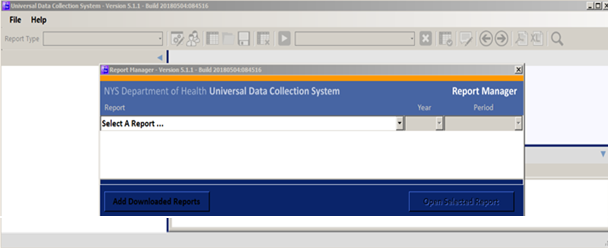 Universal Data Collection System - Version 5.1.1 - Build 20180504:084516
File Help
Report Type
XL
Report Manager - Version 5.1.1 - Build 20180504:084516
NYS Department of Health Universal Data Collection System Report Manager
Report Year Period
Select A Report ...
Add Downloaded Reports Open Selected Report